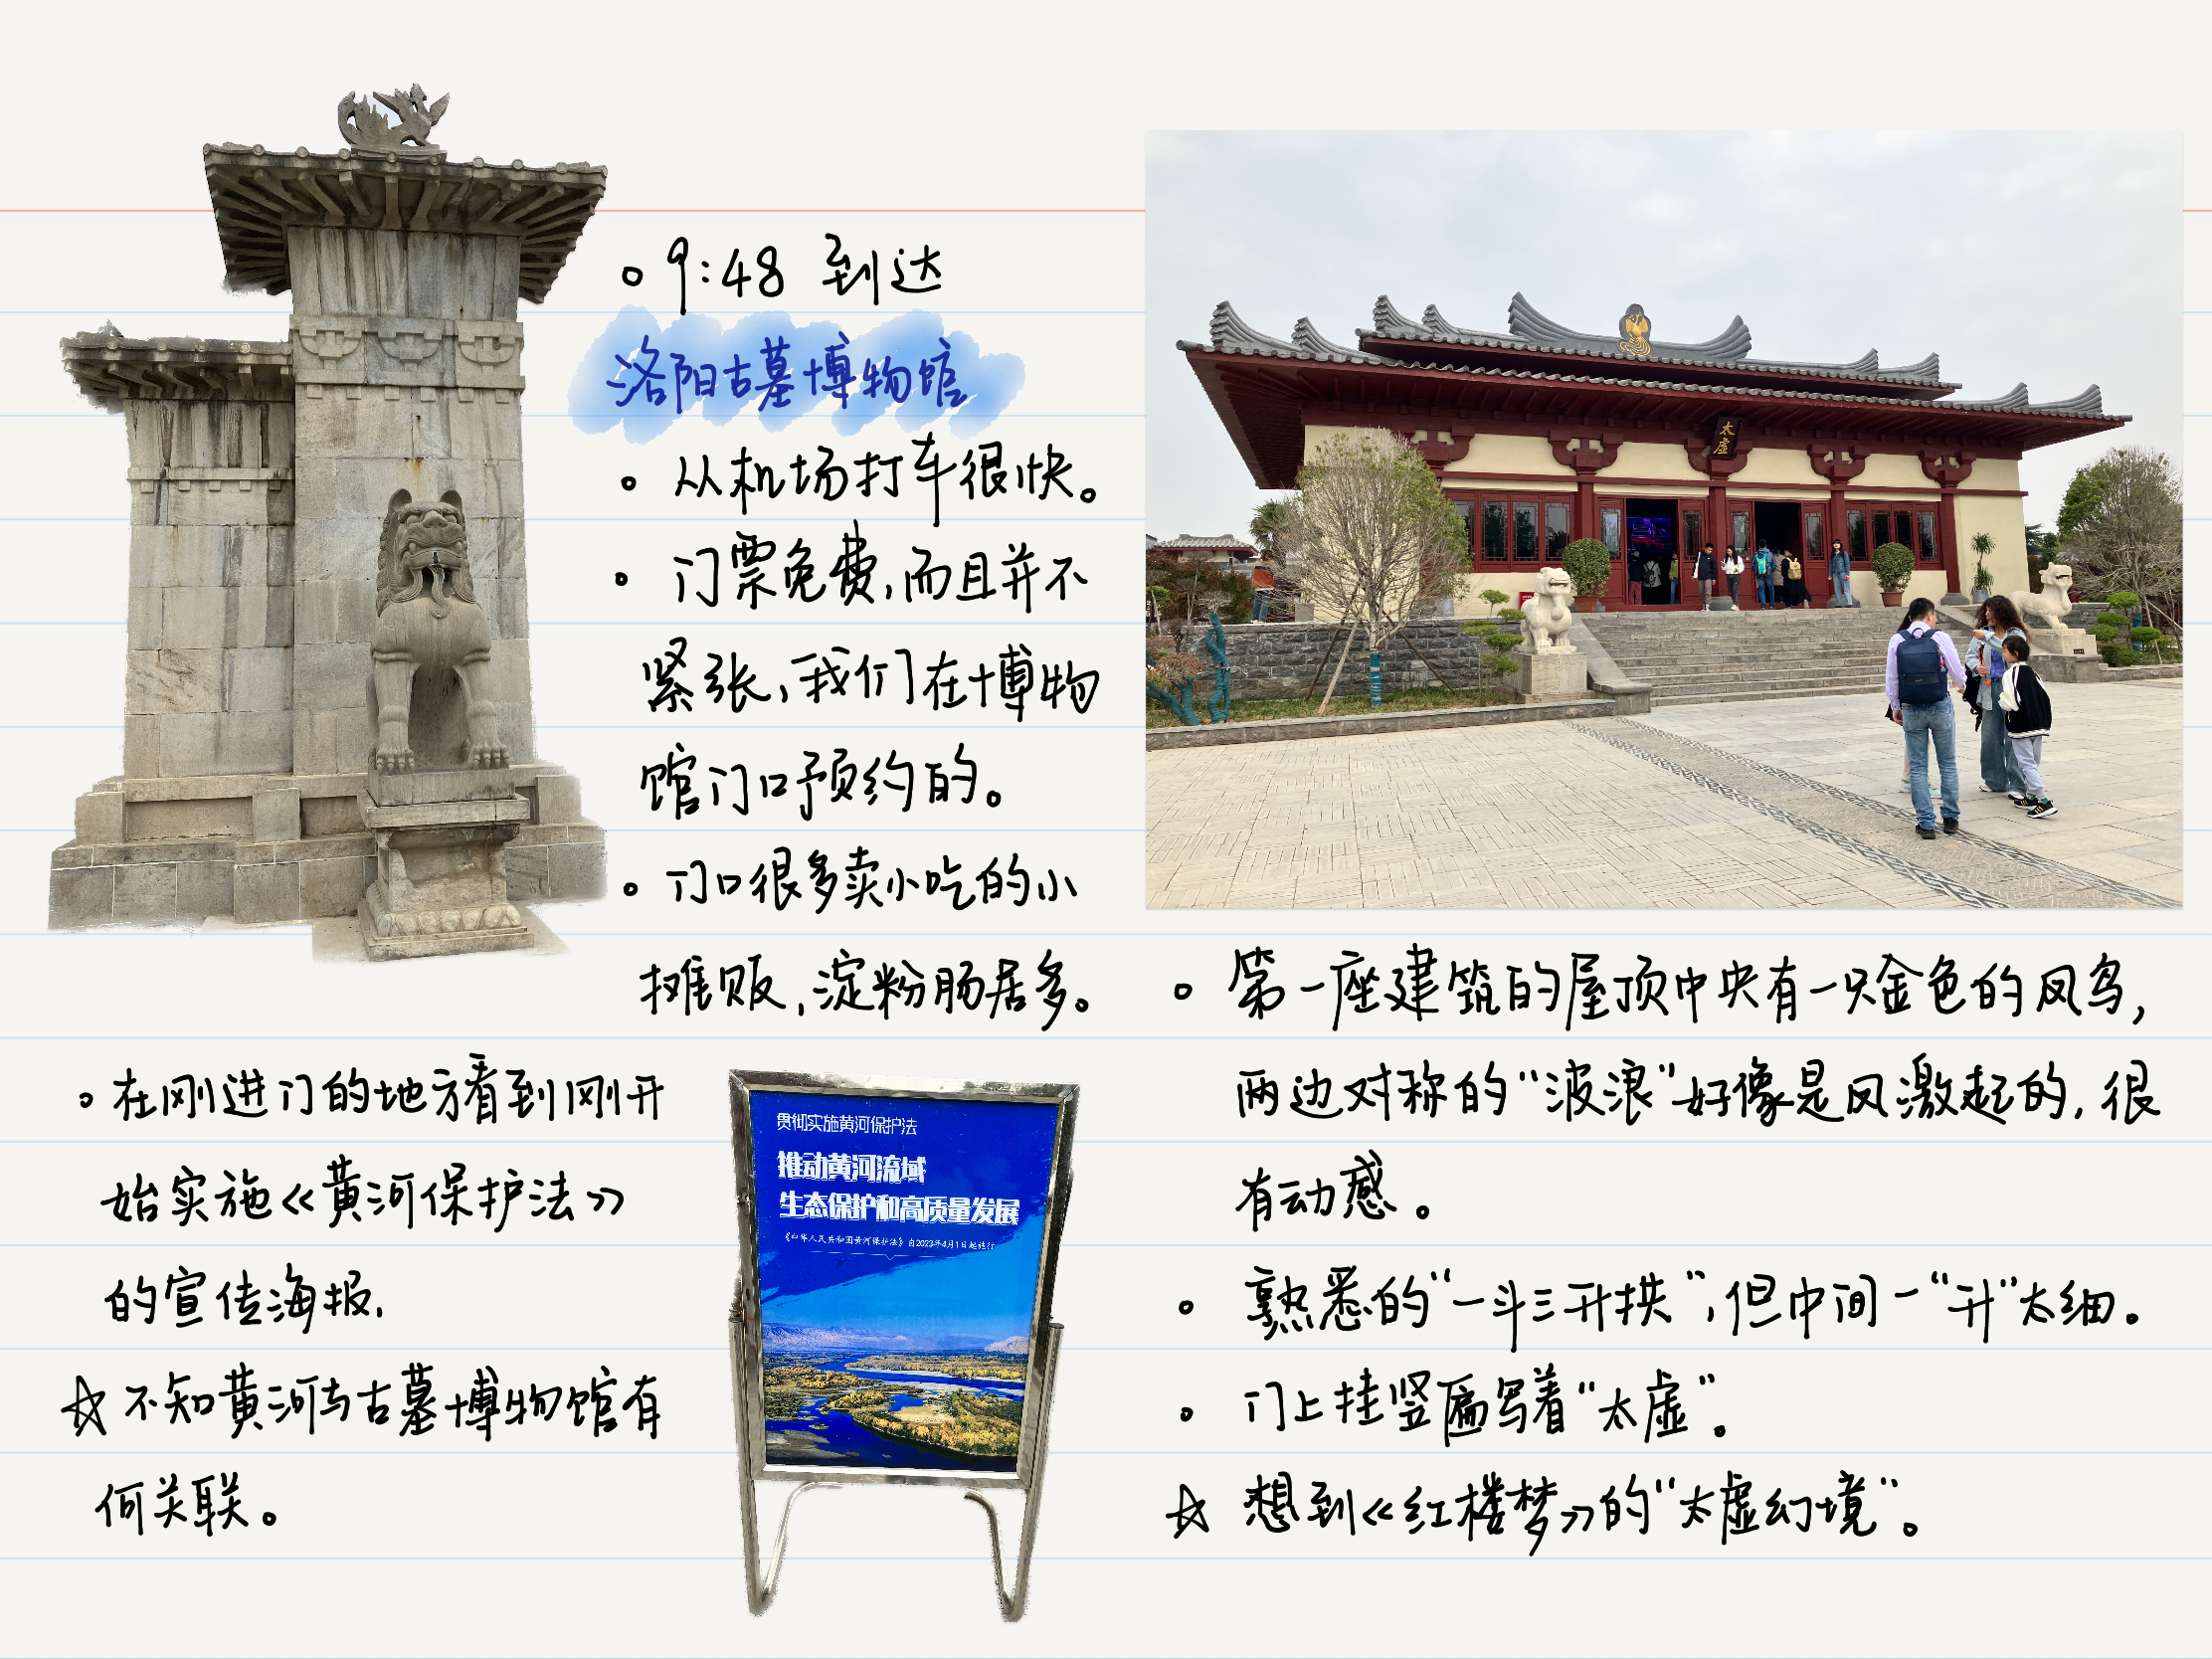 。9:48 到达
洛阳古墓博物馆
。从机场打车很快。
。门票免费,而且并不
紧张,我们在博物
馆门口预约的。
。门口很多卖小吃的小
摊贩,淀粉肠居多。
。在刚进门的地方看到刚开
始实施《黄河保护法》
的宣传海报.
☆不知黄河与古墓博物馆有
何关联。
贯彻实施黄河保护法
推动黄河流域
生态保护和高质量发展
《中华人民共和国黄河保护法》自2023年4月1日起施行
太虚
。第一座建筑的屋顶中央有一只金色的凤鸟,
两边对称的“波浪”好像是风激起的,很
有动感。
。熟悉的“一斗三升拱”,但中间一“升”太细。
。门上挂竖匾写着“太虚”。
☆ 想到《红楼梦》的“太虚幻境”。